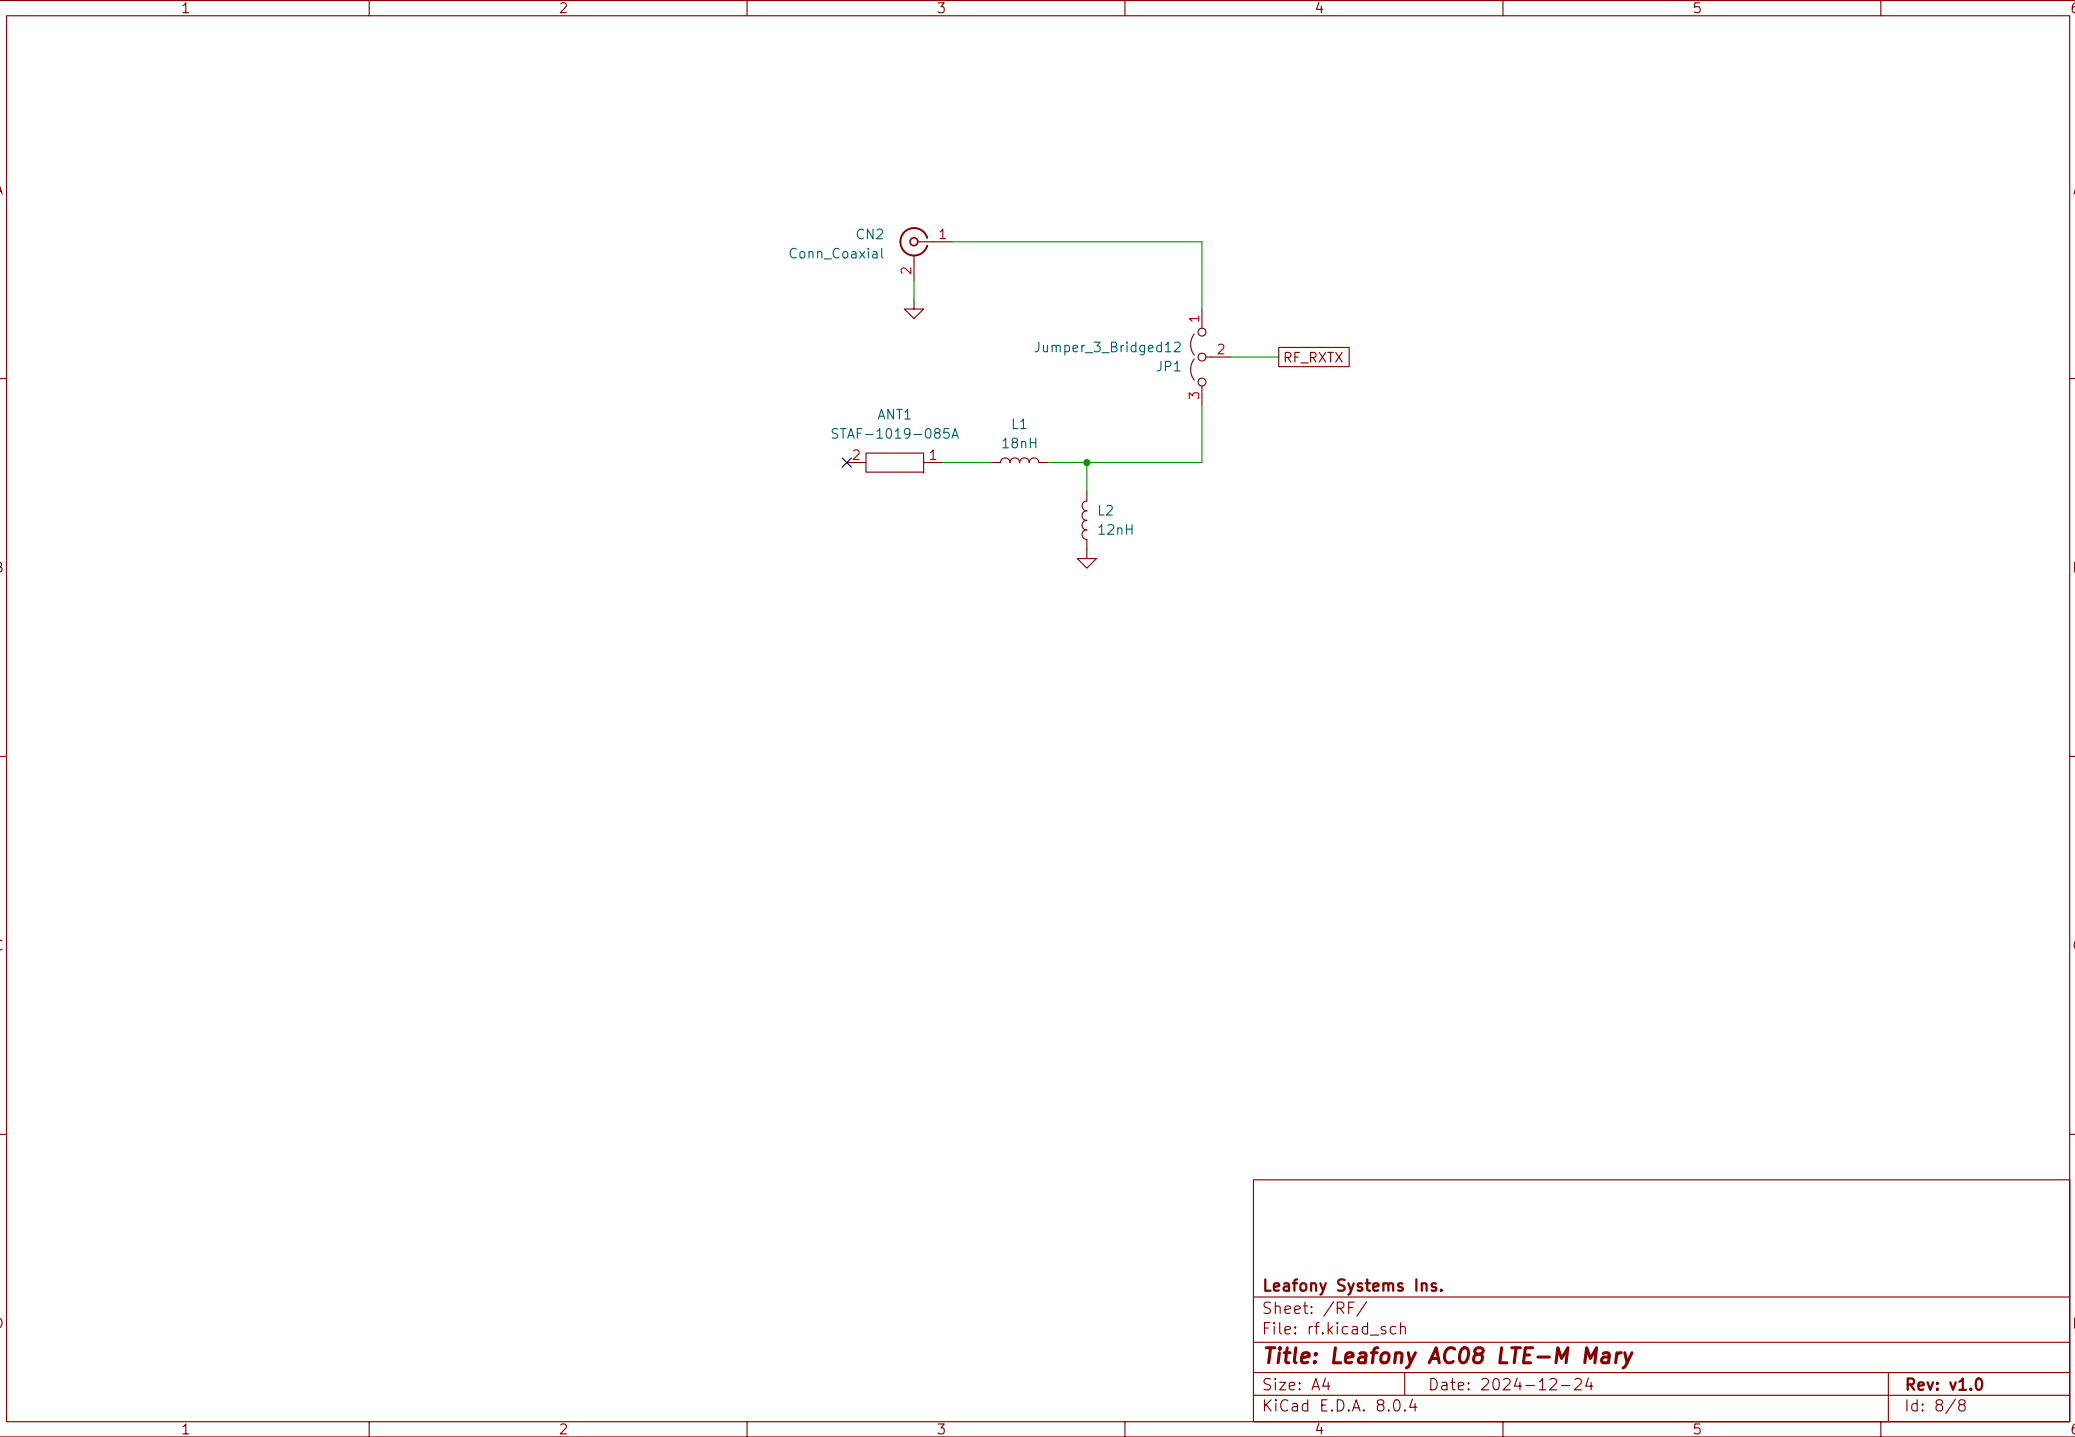 1 2 3 4 5 6
A
CN2
Conn_Coaxial
1
2
1
Jumper_3_Bridged12
JP1
2
RF_RXTX
3
ANT1
STAF-1019-085A
2
1
L1
18nH
L2
12nH
B
C
D
Leafony Systems Ins.
Sheet: /RF/
File: rf.kicad_sch
Title: Leafony AC08 LTE-M Mary
Size: A4
Date: 2024-12-24
Rev: v1.0
KiCad E.D.A. 8.0.4
Id: 8/8
1 2 3 4 5 6